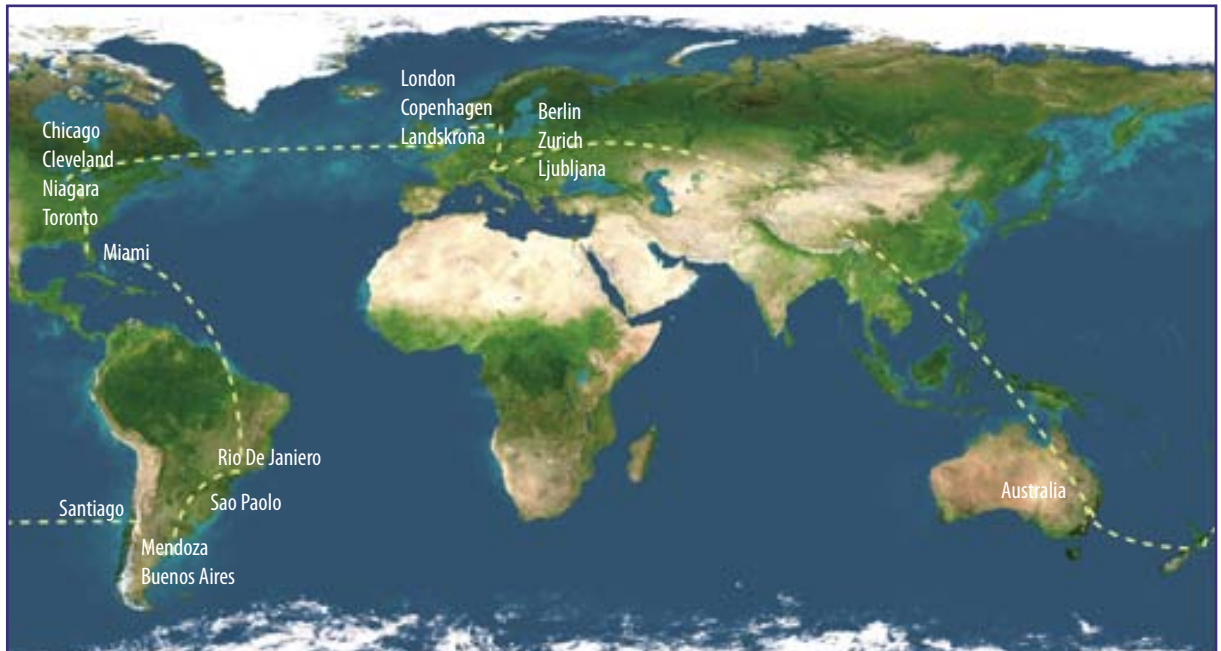 London
Copenhagen
Landskrona
Berlin
Zurich
Ljubljana
Chicago
Cleveland
Niagara
Toronto
Miami
Rio De Janiero
Sao Paolo
Santiago
Mendoza
Buenos Aires
Australia